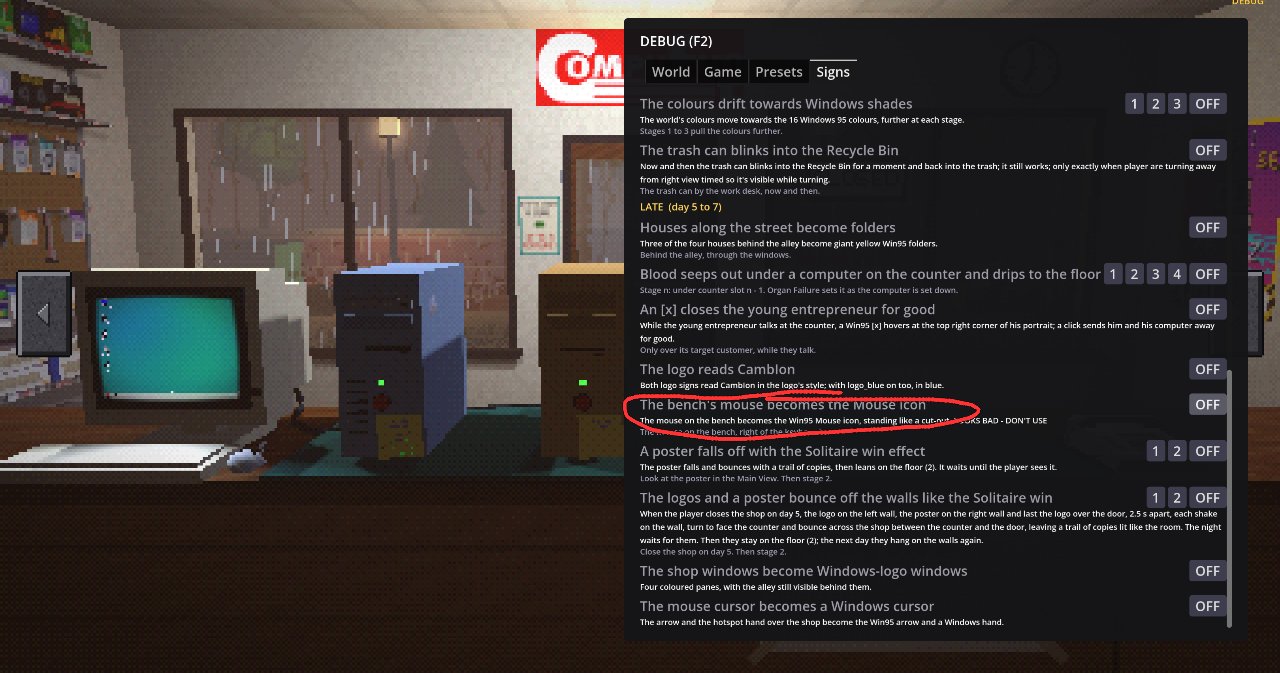 DEBUG
DEBUG (F2)
World Game Presets Signs
The colours drift towards Windows shades 1 2 3 OFF
The world's colours move towards the 16 Windows 95 colours, further at each stage.
Stages 1 to 3 pull the colours further.
The trash can blinks into the Recycle Bin OFF
Now and then the trash can blinks into the Recycle Bin for a moment and back into the trash; it still works; only exactly when player are turning away
from right view timed so it's visible while turning.
The trash can by the work desk, now and then.
LATE (day 5 to 7)
Houses along the street become folders OFF
Three of the four houses behind the alley become giant yellow Win95 folders.
Behind the alley, through the windows.
Blood seeps out under a computer on the counter and drips to the floor 1 2 3 4 OFF
Stage n: under counter slot n - 1. Organ Failure sets it as the computer is set down.
An [x] closes the young entrepreneur for good OFF
While the young entrepreneur talks at the counter, a Win95 [x] hovers at the top right corner of his portrait; a click sends him and his computer away
for good.
Only over its target customer, while they talk.
The logo reads Camblon OFF
Both logo signs read Camblon in the logo's style; with logo_blue on too, in blue.
The bench's mouse becomes the Mouse icon OFF
The mouse on the bench becomes the Win95 Mouse icon, standing like a cut-out. BAD - DON'T USE
The on the bench, right of the
A poster falls off with the Solitaire win effect 1 2 OFF
The poster falls and bounces with a trail of copies, then leans on the floor (2). It waits until the player sees it.
Look at the poster in the Main View. Then stage 2.
The logos and a poster bounce off the walls like the Solitaire win 1 2 OFF
When the player closes the shop on day 5, the logo on the left wall, the poster on the right wall and last the logo over the door, 2.5 s apart, each shake
on the wall, turn to face the counter and bounce across the shop between the counter and the door, leaving a trail of copies lit like the room. The night
waits for them. Then they stay on the floor (2); the next day they hang on the walls again.
Close the shop on day 5. Then stage 2.
The shop windows become Windows-logo windows OFF
Four coloured panes, with the alley still visible behind them.
The mouse cursor becomes a Windows cursor OFF
The arrow and the hotspot hand over the shop become the Win95 arrow and a Windows hand.